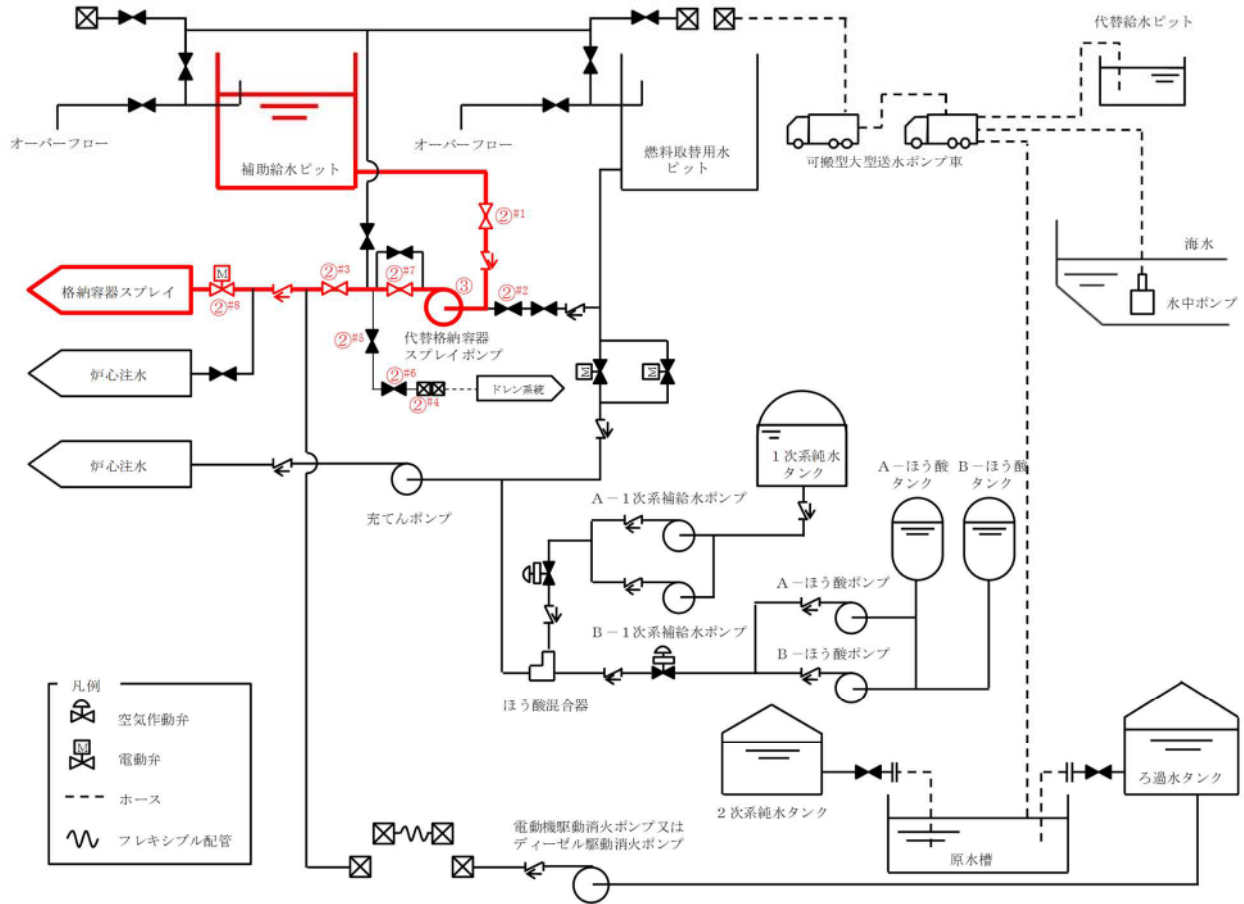 代替給水ピット
オーバーフロー
補助給水ピット
オーバーフロー
燃料取替用水
ピット
可搬型大型送水ポンプ車
海水
水中ポンプ
②#1
格納容器スプレイ
M
②#8
②#3
②#7
③
②#2
代替格納容器
スプレイポンプ
②#5
②#6
②#4
ドレン系統
M
M
炉心注水
炉心注水
充てんポンプ
1次系純水
タンク
A-ほう酸
タンク
B-ほう酸
タンク
A-1次系補給水ポンプ
B-1次系補給水ポンプ
A-ほう酸ポンプ
B-ほう酸ポンプ
ほう酸混合器
凡例
空気作動弁
M
電動弁
ホース
フレキシブル配管
2次系純水タンク
ろ過水タンク
原水槽
電動機駆動消火ポンプ又は
ディーゼル駆動消火ポンプ